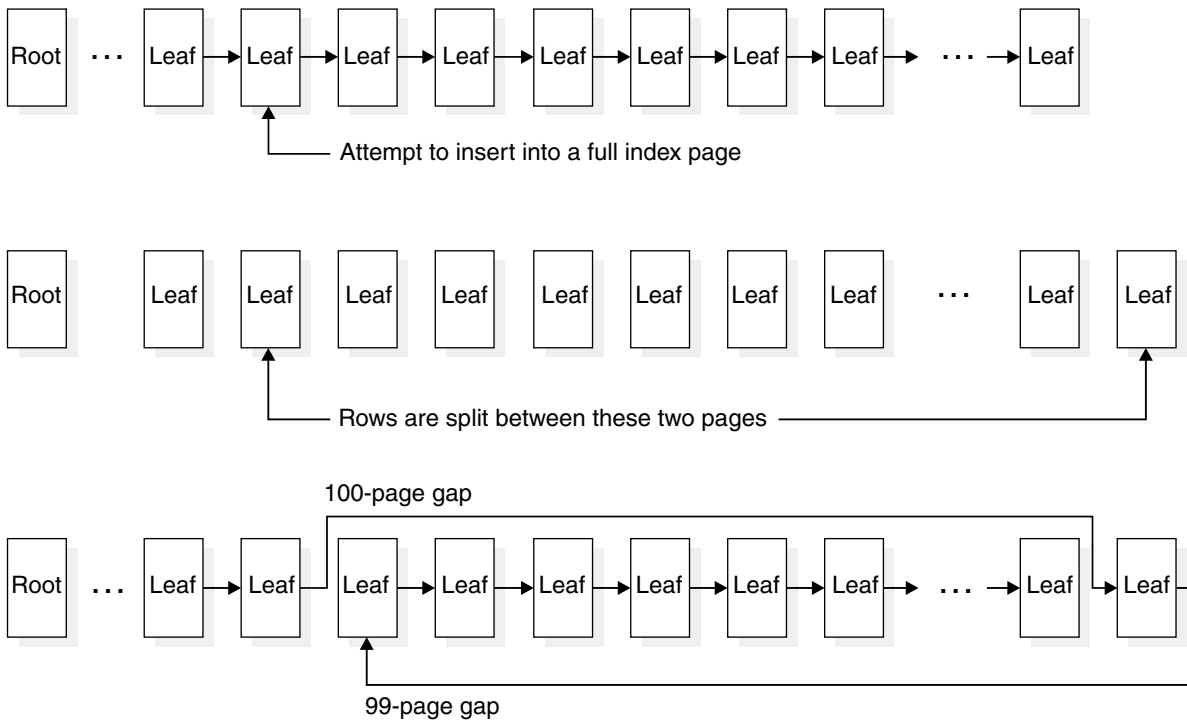 Root ... Leaf Leaf Leaf Leaf Leaf Leaf Leaf Leaf ... Leaf
Attempt to insert into a full index page
Root Leaf Leaf Leaf Leaf Leaf Leaf Leaf Leaf ... Leaf Leaf
Rows are split between these two pages
100-page gap
Root ... Leaf Leaf Leaf Leaf Leaf Leaf Leaf Leaf ... Leaf Leaf
99-page gap